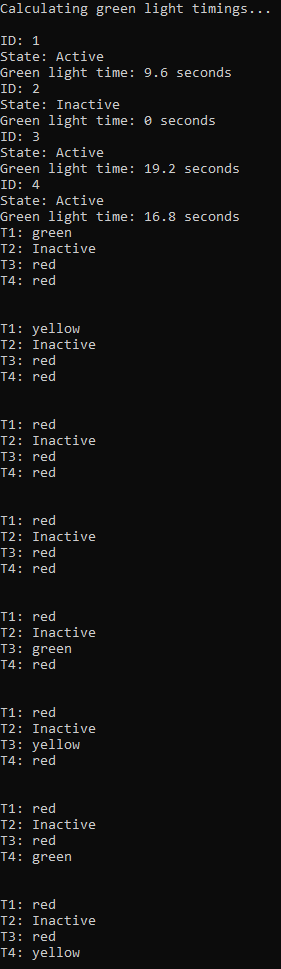 Calculating green light timings...
ID: 1
State: Active
Green light time: 9.6 seconds
ID: 2
State: Inactive
Green light time: 0 seconds
ID: 3
State: Active
Green light time: 19.2 seconds
ID: 4
State: Active
Green light time: 16.8 seconds
T1: green
T2: Inactive
T3: red
T4: red
T1: yellow
T2: Inactive
T3: red
T4: red
T1: red
T2: Inactive
T3: red
T4: red
T1: red
T2: Inactive
T3: red
T4: red
T1: red
T2: Inactive
T3: green
T4: red
T1: red
T2: Inactive
T3: yellow
T4: red
T1: red
T2: Inactive
T3: red
T4: green
T1: red
T2: Inactive
T3: red
T4: yellow